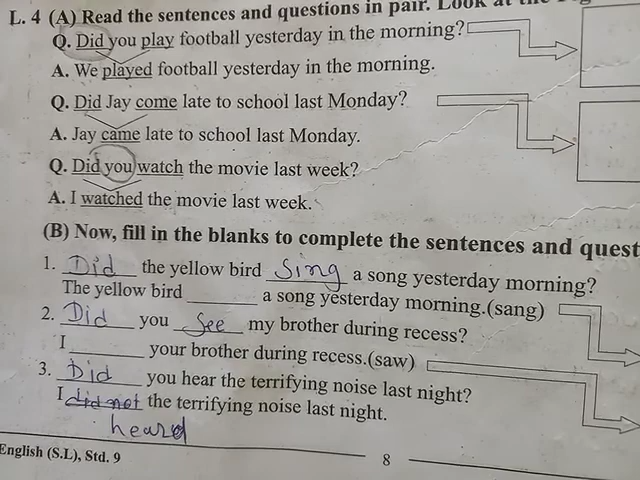 L. 4 (A) Read the sentences and questions in pair. Look at the
Q. Did you play football yesterday in the morning?
A. We played football yesterday in the morning.
Q. Did Jay come late to school last Monday?
A. Jay came late to school last Monday.
Q. Did you watch the movie last week?
A. I watched the movie last week.
(B) Now, fill in the blanks to complete the sentences and quest
1. Did the yellow bird Sing a song yesterday morning?
The yellow bird ______ a song yesterday morning.(sang)
2. Did you See my brother during recess?
I ______ your brother during recess.(saw)
3. Did you hear the terrifying noise last night?
I did not the terrifying noise last night.
heard
English (S.L), Std. 9
8